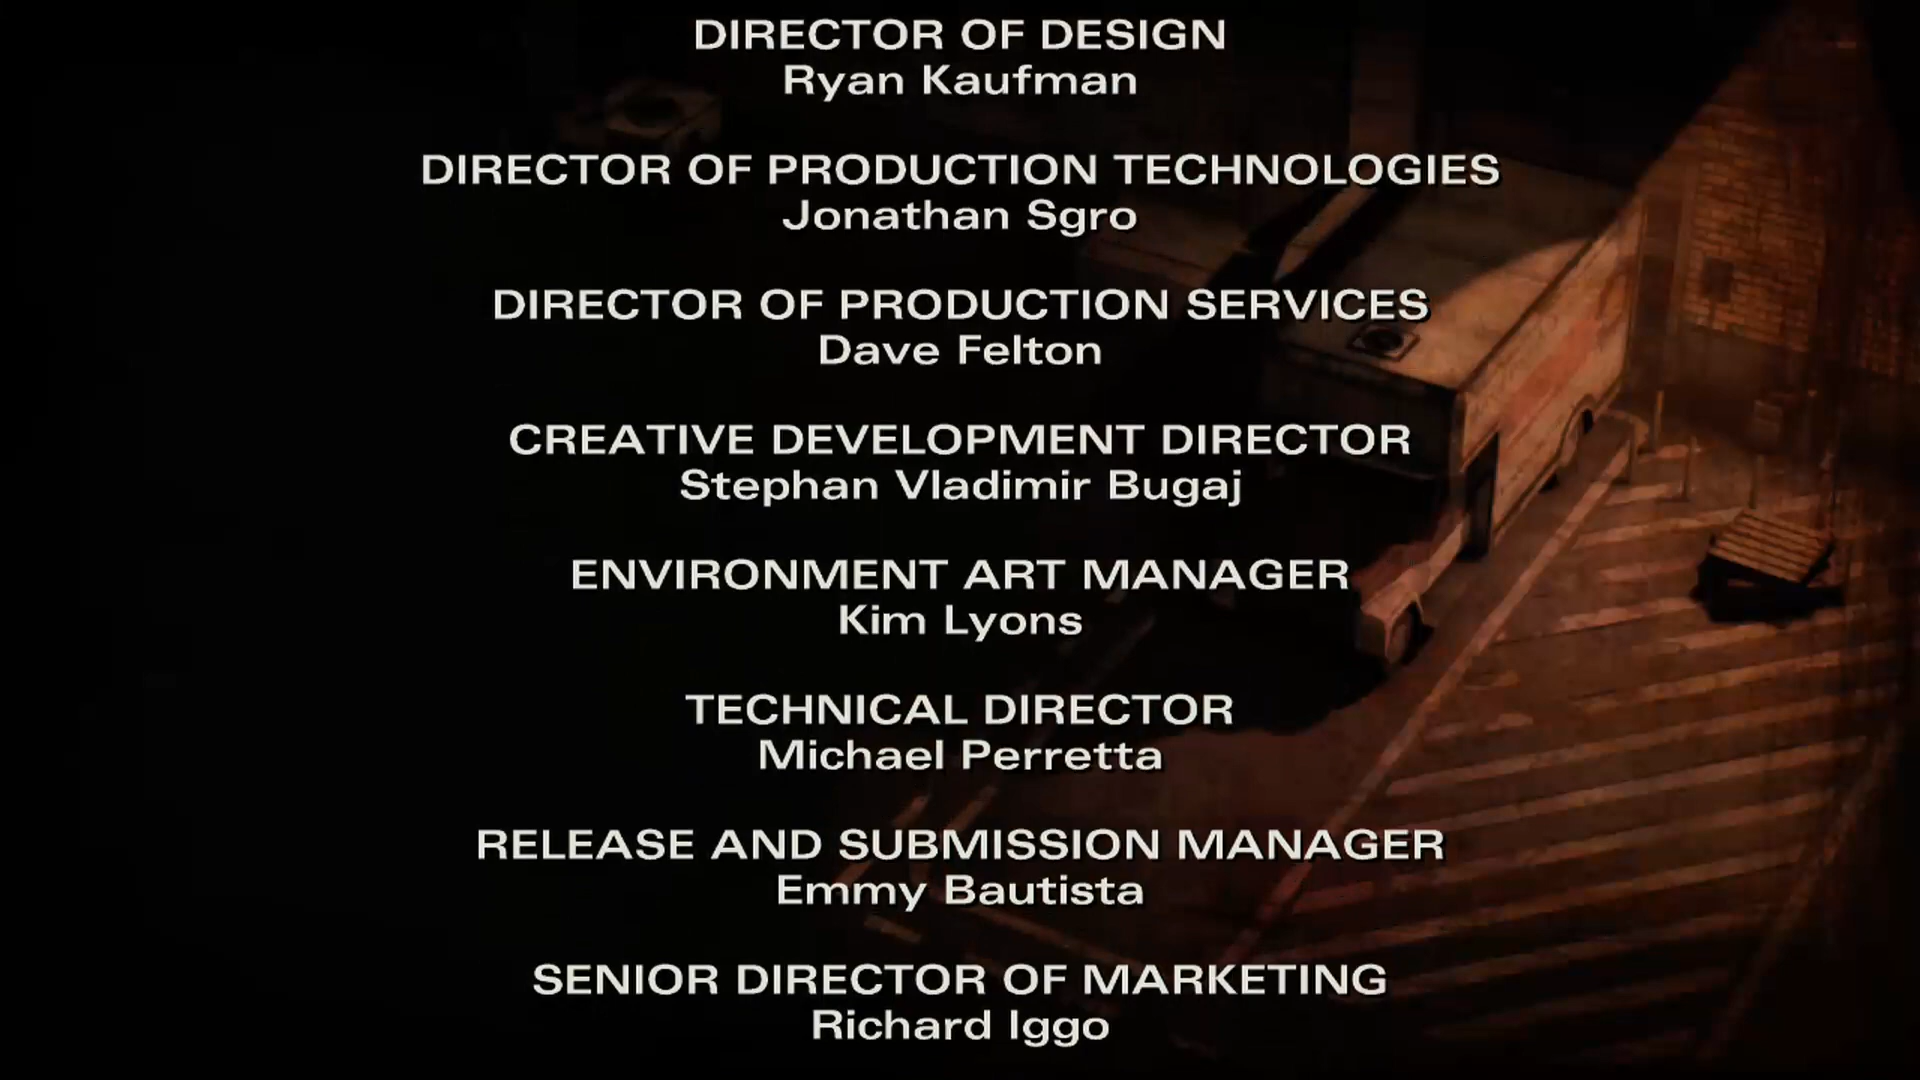 DIRECTOR OF DESIGN
Ryan Kaufman
DIRECTOR OF PRODUCTION TECHNOLOGIES
Jonathan Sgro
DIRECTOR OF PRODUCTION SERVICES
Dave Felton
CREATIVE DEVELOPMENT DIRECTOR
Stephan Vladimir Bugaj
ENVIRONMENT ART MANAGER
Kim Lyons
TECHNICAL DIRECTOR
Michael Perretta
RELEASE AND SUBMISSION MANAGER
Emmy Bautista
SENIOR DIRECTOR OF MARKETING
Richard Iggo